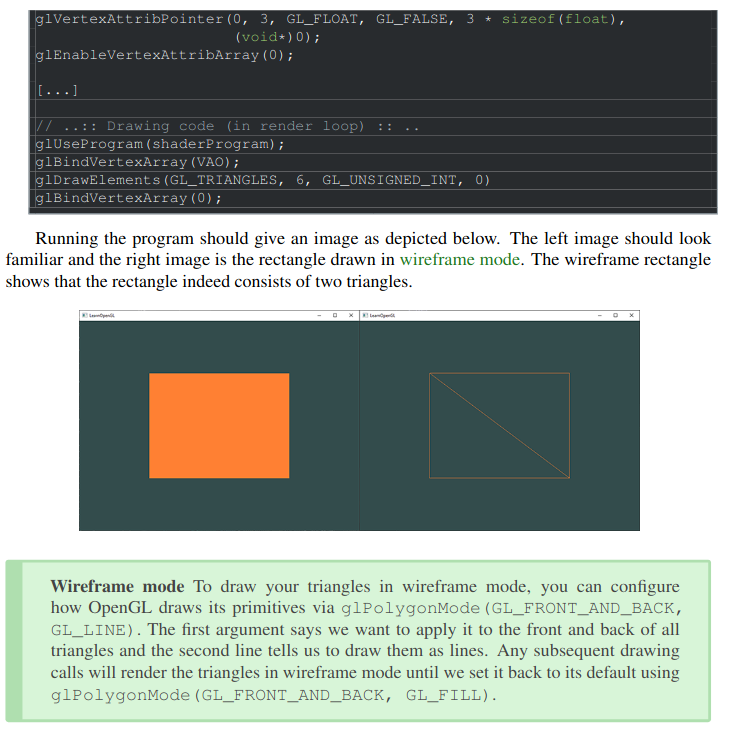 glVertexAttribPointer(0, 3, GL_FLOAT, GL_FALSE, 3 * sizeof(float),
(void*)0);
glEnableVertexAttribArray(0);
[...]
// ..:: Drawing code (in render loop) :: ..
glUseProgram(shaderProgram);
glBindVertexArray(VAO);
glDrawElements(GL_TRIANGLES, 6, GL_UNSIGNED_INT, 0)
glBindVertexArray(0);
Running the program should give an image as depicted below. The left image should look
familiar and the right image is the rectangle drawn in wireframe mode. The wireframe rectangle
shows that the rectangle indeed consists of two triangles.
LearnOpenGL
LearnOpenGL
Wireframe mode To draw your triangles in wireframe mode, you can configure
how OpenGL draws its primitives via glPolygonMode(GL_FRONT_AND_BACK,
GL_LINE). The first argument says we want to apply it to the front and back of all
triangles and the second line tells us to draw them as lines. Any subsequent drawing
calls will render the triangles in wireframe mode until we set it back to its default using
glPolygonMode(GL_FRONT_AND_BACK, GL_FILL).